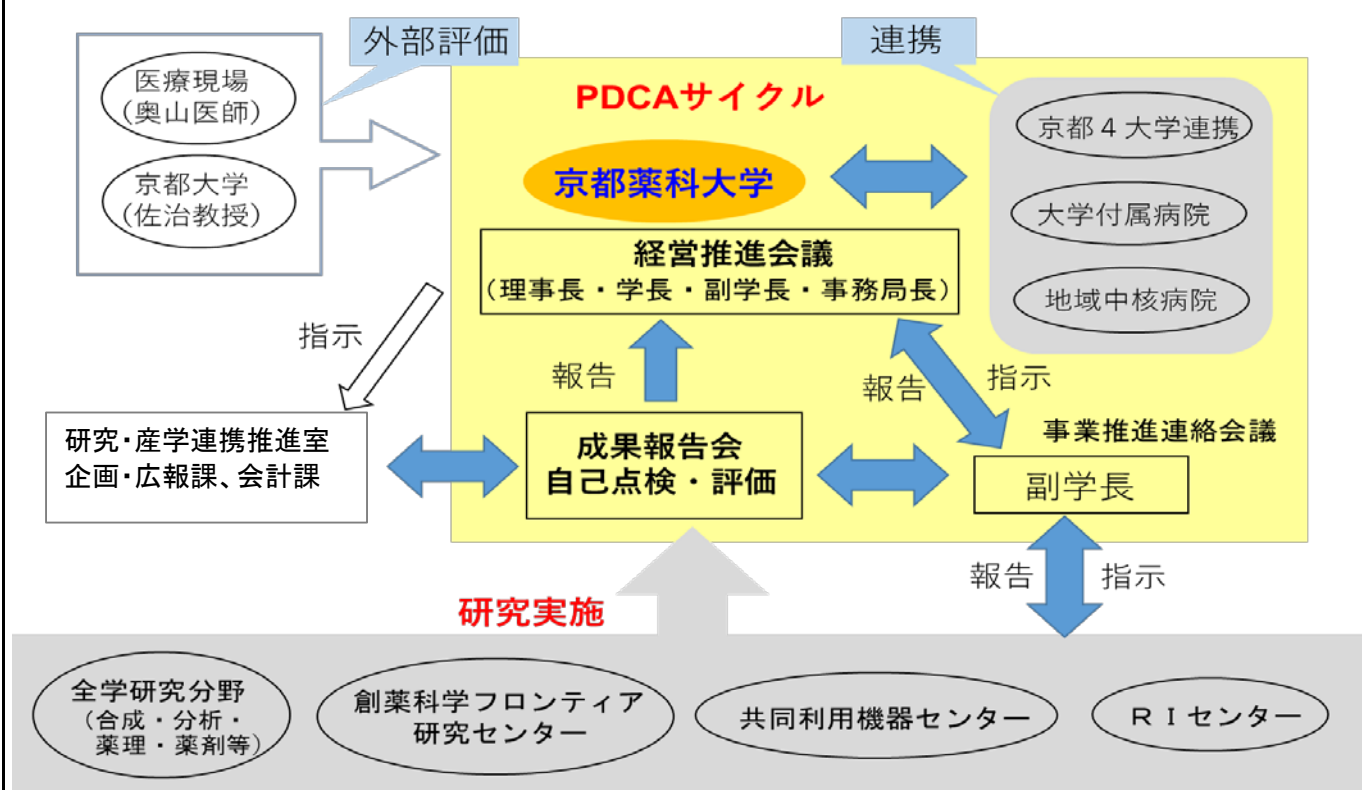 外部評価
連携
医療現場
(奥山医師)
京都大学
(佐治教授)
PDCAサイクル
京都薬科大学
京都４大学連携
大学付属病院
地域中核病院
経営推進会議
(理事長・学長・副学長・事務局長)
指示
報告
報告
指示
研究・産学連携推進室
企画・広報課、会計課
成果報告会
自己点検・評価
事業推進連絡会議
副学長
報告
指示
研究実施
全学研究分野
(合成・分析・
薬理・薬剤等)
創薬科学フロンティア
研究センター
共同利用機器センター
ＲＩセンター